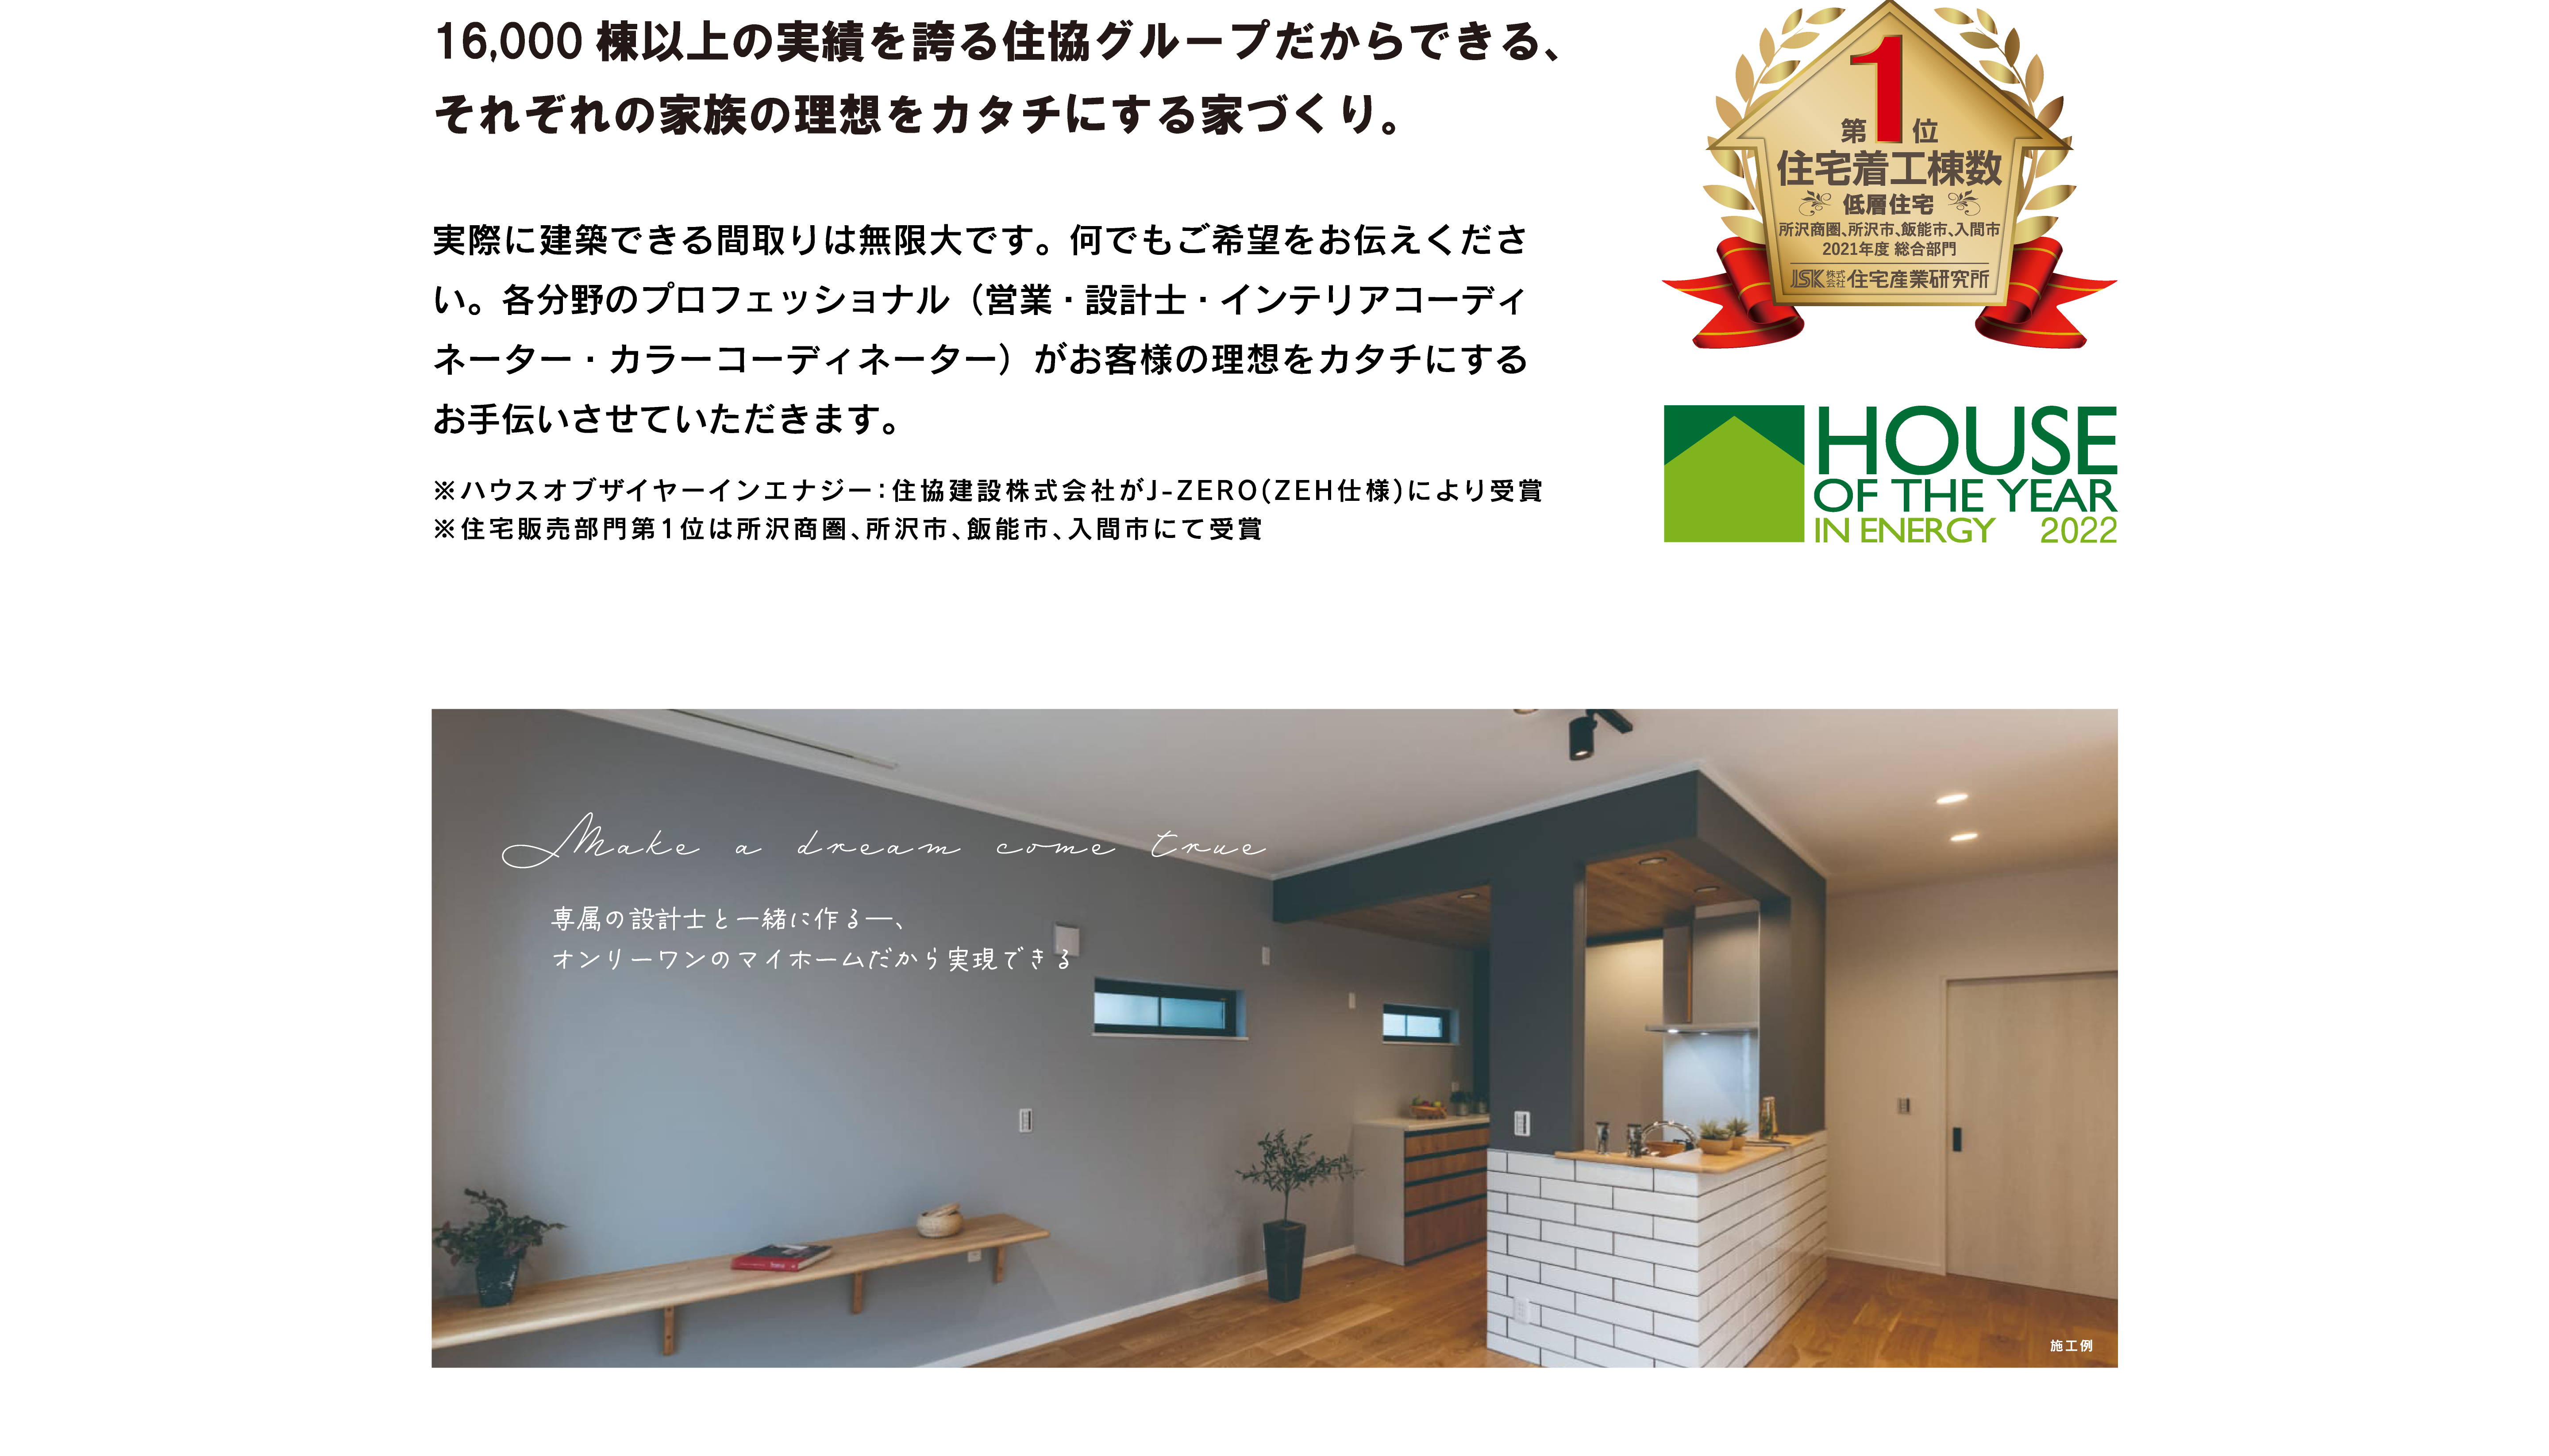 16,000 棟以上の実績を誇る住協グループだからできる、
それぞれの家族の理想をカタチにする家づくり。
実際に建築できる間取りは無限大です。何でもご希望をお伝えくださ
い。各分野のプロフェッショナル（営業・設計士・インテリアコーディ
ネーター・カラーコーディネーター）がお客様の理想をカタチにする
お手伝いさせていただきます。
※ハウスオブザイヤーインエナジー:住協建設株式会社がJ-ZERO(ZEH仕様)により受賞
※住宅販売部門第1位は所沢商圏、所沢市、飯能市、入間市にて受賞
第1位
住宅着工棟数
低層住宅
所沢商圏、所沢市、飯能市、入間市
2021年度 総合部門
JSK 株式会社 住宅産業研究所
HOUSE
OF THE YEAR
IN ENERGY 2022
Make a dream come true
専属の設計士と一緒に作る―、
オンリーワンのマイホームだから実現できる
施工例